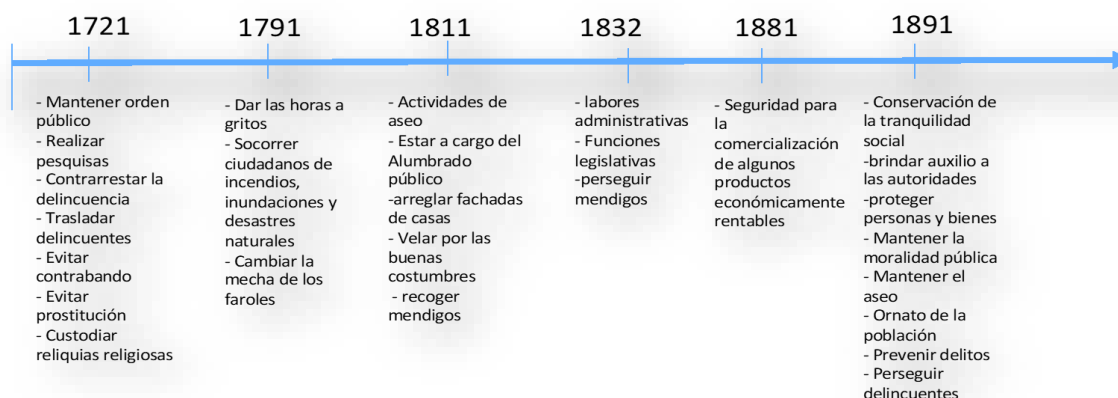 1721
- Mantener orden
público
- Realizar
pesquisas
- Contrarrestar la
delincuencia
- Trasladar
delincuentes
- Evitar
contrabando
- Evitar
prostitución
- Custodiar
reliquias religiosas
1791
- Dar las horas a
gritos
- Socorrer
ciudadanos de
incendios,
inundaciones y
desastres
naturales
- Cambiar la
mecha de los
faroles
1811
- Actividades de
aseo
- Estar a cargo del
Alumbrado
público
-arreglar fachadas
de casas
- Velar por las
buenas
costumbres
- recoger
mendigos
1832
- labores
administrativas
- Funciones
legislativas
-perseguir
mendigos
1881
- Seguridad para
la
comercialización
de algunos
productos
económicamente
rentables
1891
- Conservación de
la tranquilidad
social
-brindar auxilio a
las autoridades
-proteger
personas y bienes
- Mantener la
moralidad pública
- Mantener el
aseo
- Ornato de la
población
- Prevenir delitos
- Perseguir
delincuentes